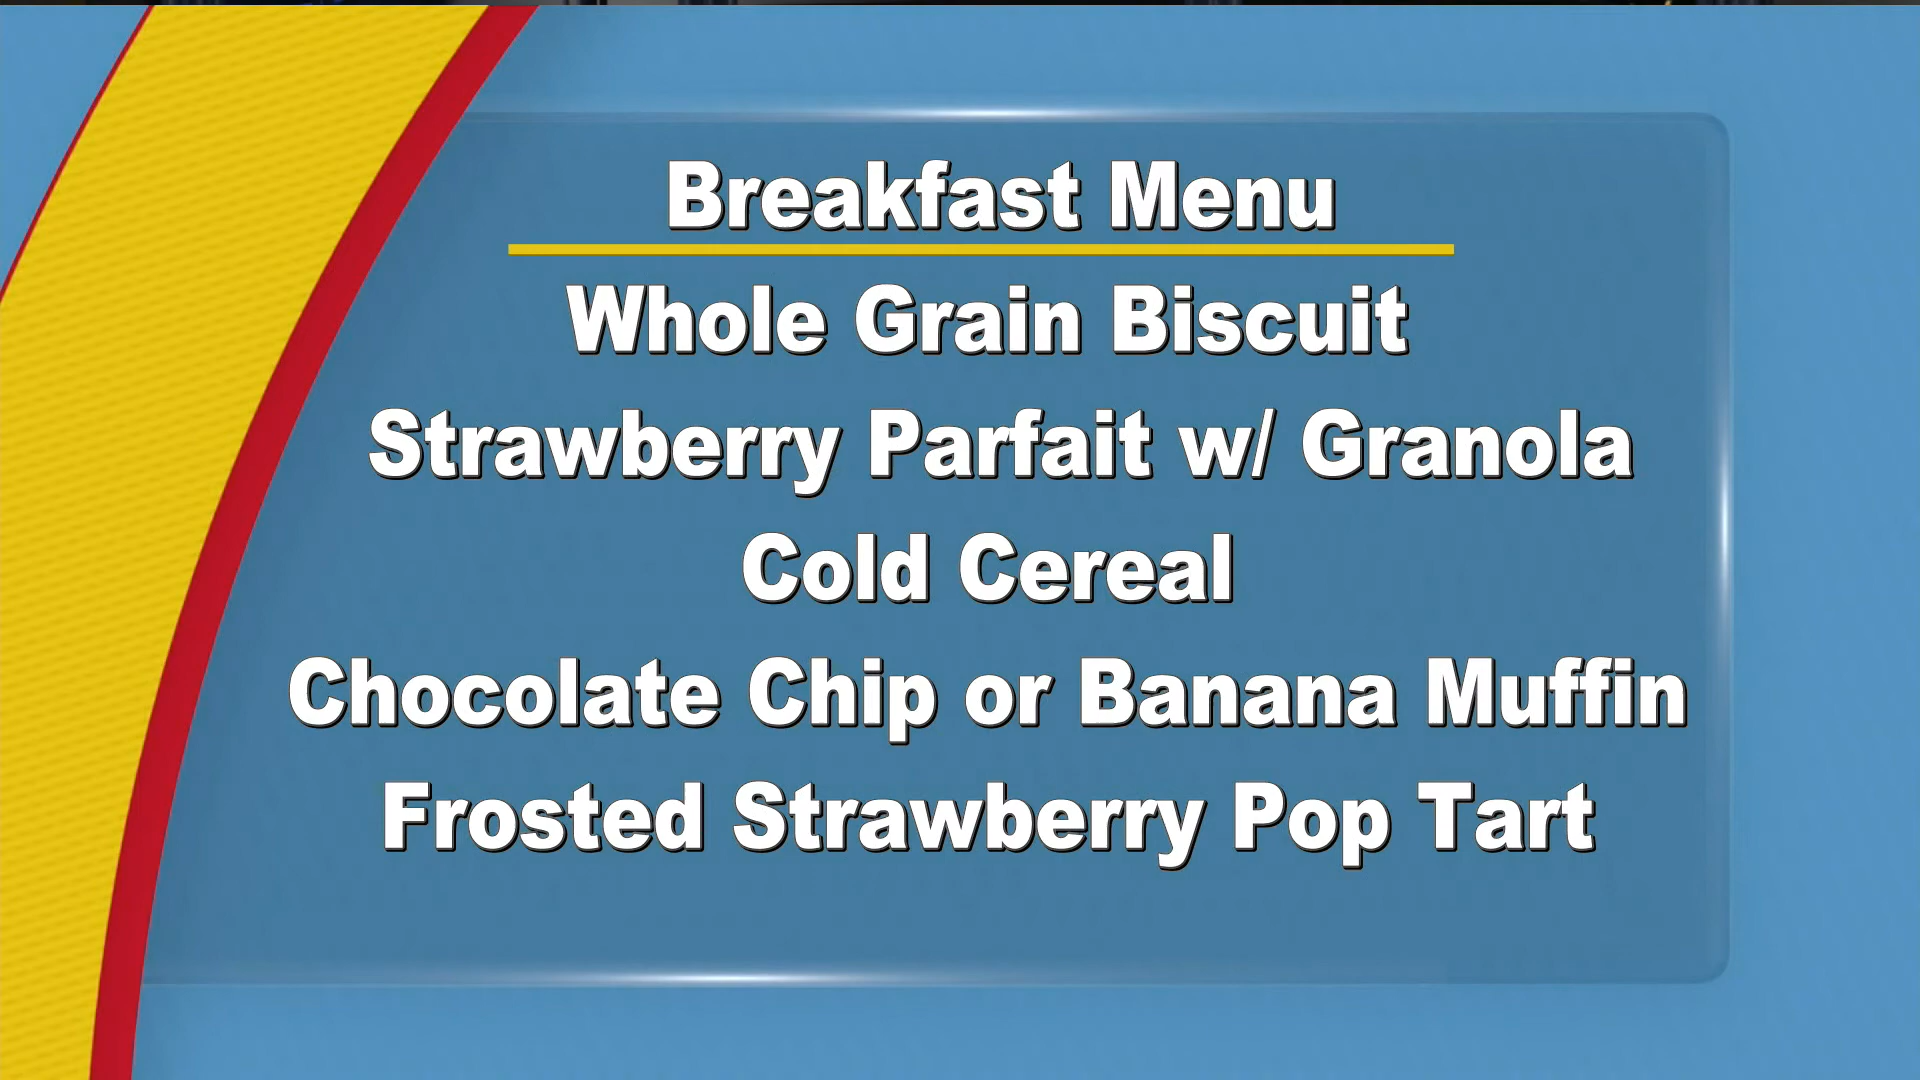 Breakfast Menu
Whole Grain Biscuit
Strawberry Parfait w/ Granola
Cold Cereal
Chocolate Chip or Banana Muffin
Frosted Strawberry Pop Tart